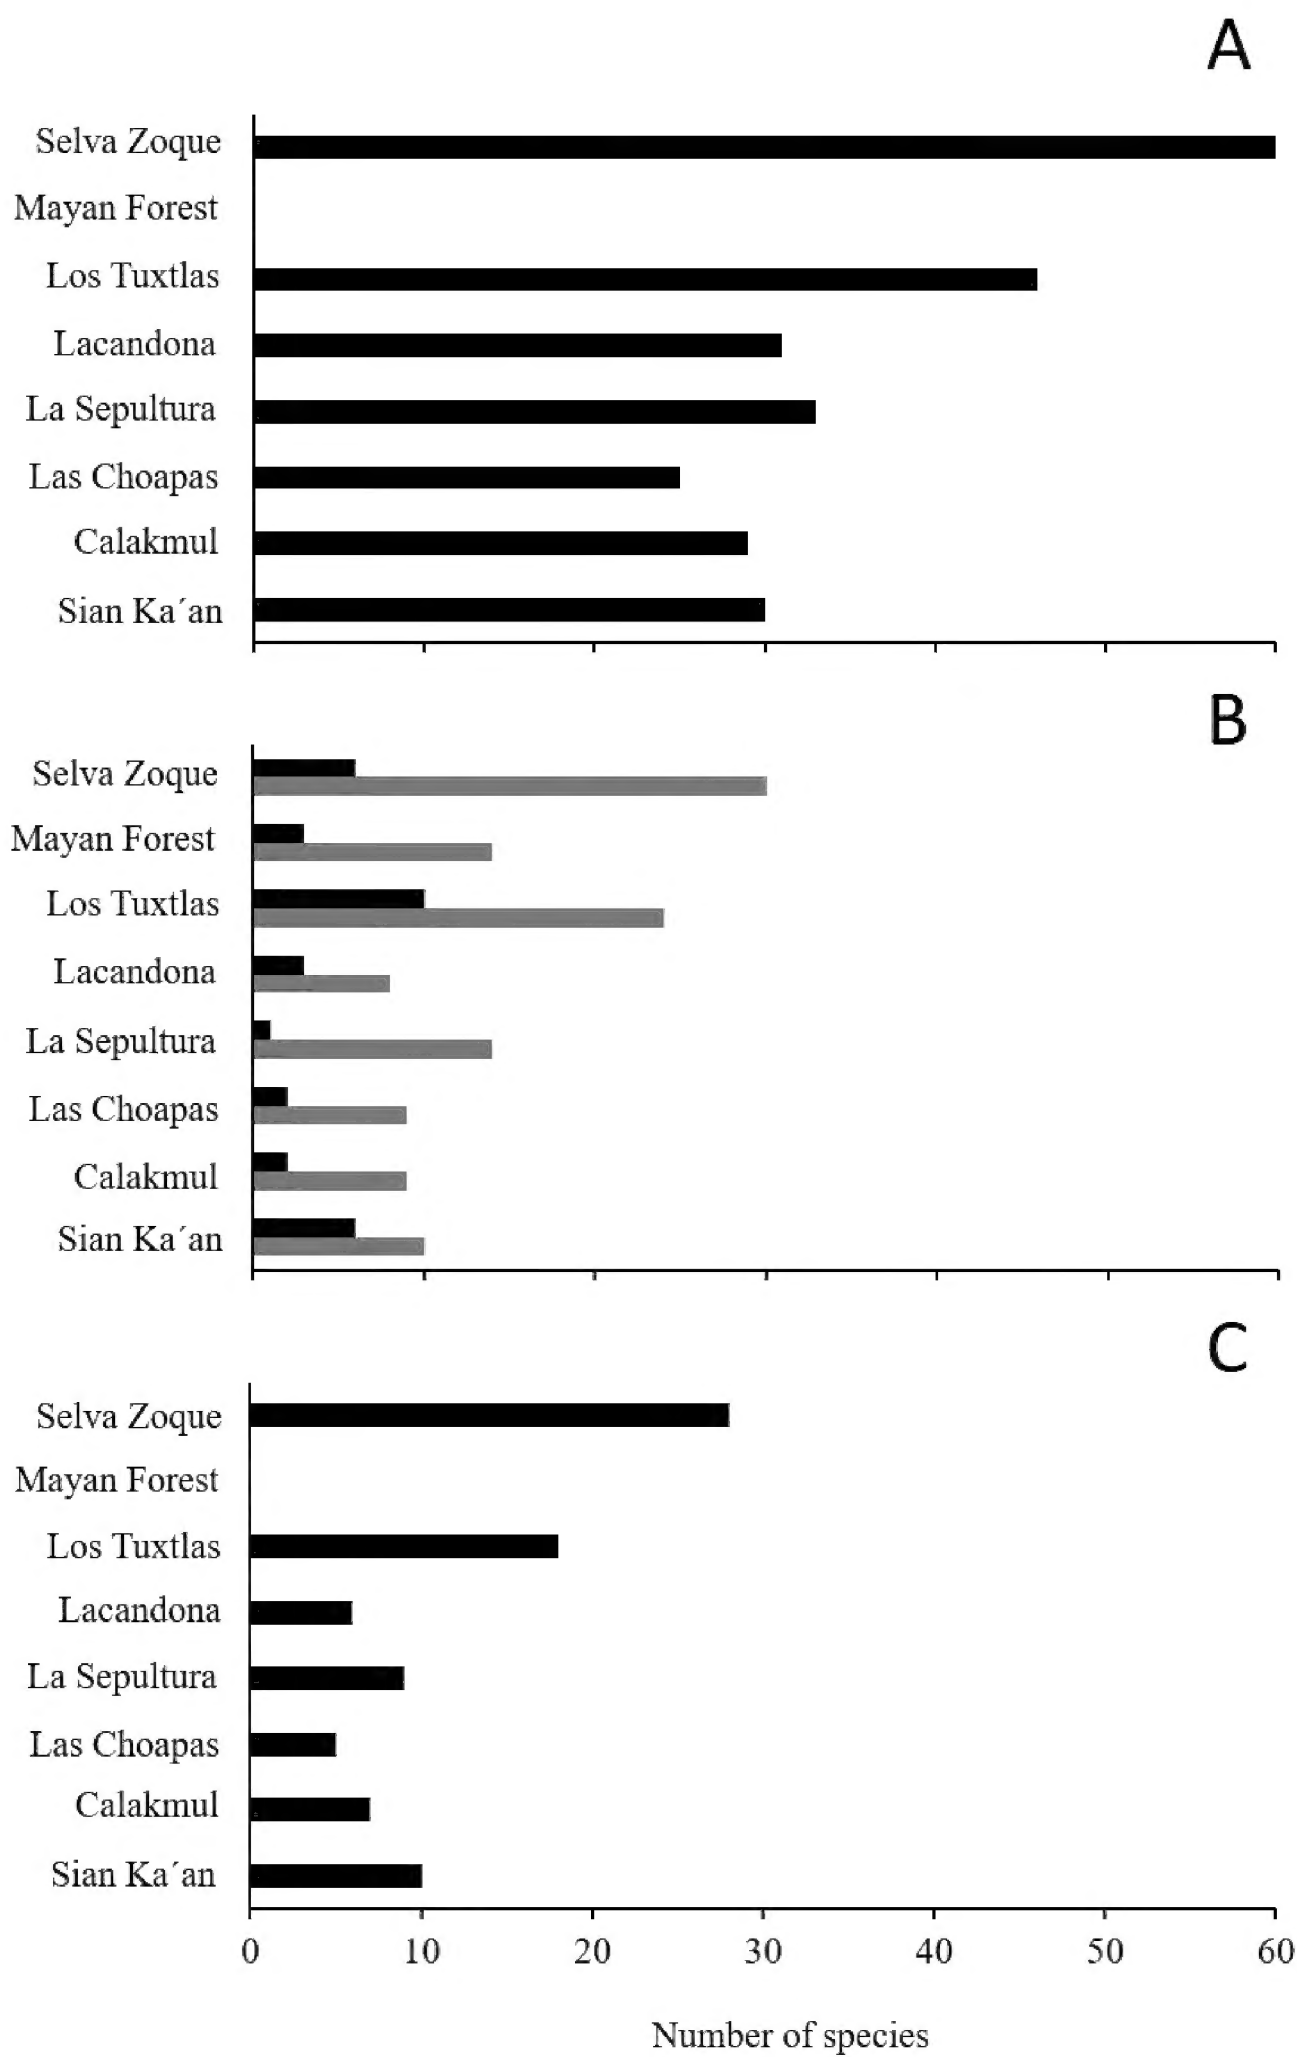 A
Selva Zoque
Mayan Forest
Los Tuxtlas
Lacandona
La Sepultura
Las Choapas
Calakmul
Sian Ka´an
B
Selva Zoque
Mayan Forest
Los Tuxtlas
Lacandona
La Sepultura
Las Choapas
Calakmul
Sian Ka´an
C
Selva Zoque
Mayan Forest
Los Tuxtlas
Lacandona
La Sepultura
Las Choapas
Calakmul
Sian Ka´an
0 10 20 30 40 50 60
Number of species